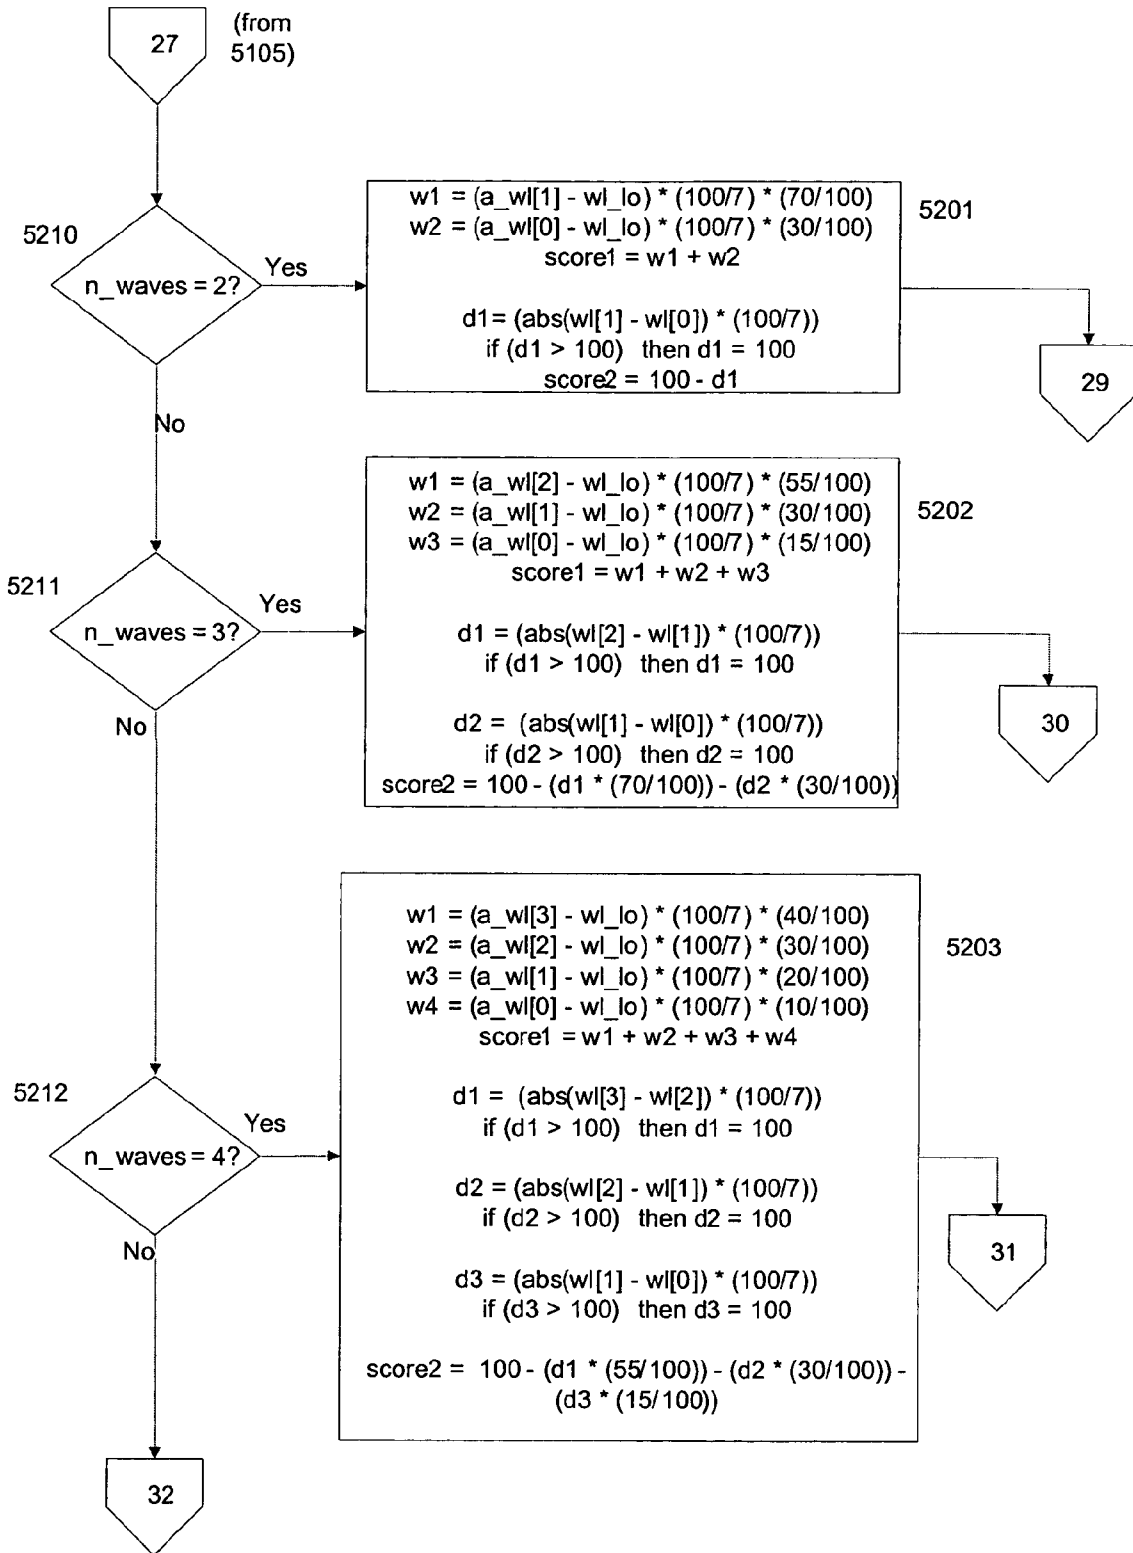 27
(from
5105)
5210
n_waves = 2?
Yes
w1 = (a_wl[1] - wl_lo) * (100/7) * (70/100)
w2 = (a_wl[0] - wl_lo) * (100/7) * (30/100)
score1 = w1 + w2
d1= (abs(wl[1] - wl[0]) * (100/7))
if (d1 > 100) then d1 = 100
score2 = 100 - d1
5201
29
No
5211
n_waves = 3?
Yes
w1 = (a_wl[2] - wl_lo) * (100/7) * (55/100)
w2 = (a_wl[1] - wl_lo) * (100/7) * (30/100)
w3 = (a_wl[0] - wl_lo) * (100/7) * (15/100)
score1 = w1 + w2 + w3
d1 = (abs(wl[2] - wl[1]) * (100/7))
if (d1 > 100) then d1 = 100
d2 = (abs(wl[1] - wl[0]) * (100/7))
if (d2 > 100) then d2 = 100
score2 = 100 - (d1 * (70/100)) - (d2 * (30/100))
5202
30
No
5212
n_waves = 4?
Yes
w1 = (a_wl[3] - wl_lo) * (100/7) * (40/100)
w2 = (a_wl[2] - wl_lo) * (100/7) * (30/100)
w3 = (a_wl[1] - wl_lo) * (100/7) * (20/100)
w4 = (a_wl[0] - wl_lo) * (100/7) * (10/100)
score1 = w1 + w2 + w3 + w4
d1 = (abs(wl[3] - wl[2]) * (100/7))
if (d1 > 100) then d1 = 100
d2 = (abs(wl[2] - wl[1]) * (100/7))
if (d2 > 100) then d2 = 100
d3 = (abs(wl[1] - wl[0]) * (100/7))
if (d3 > 100) then d3 = 100
score2 = 100 - (d1 * (55/100)) - (d2 * (30/100)) -
(d3 * (15/100))
5203
31
No
32